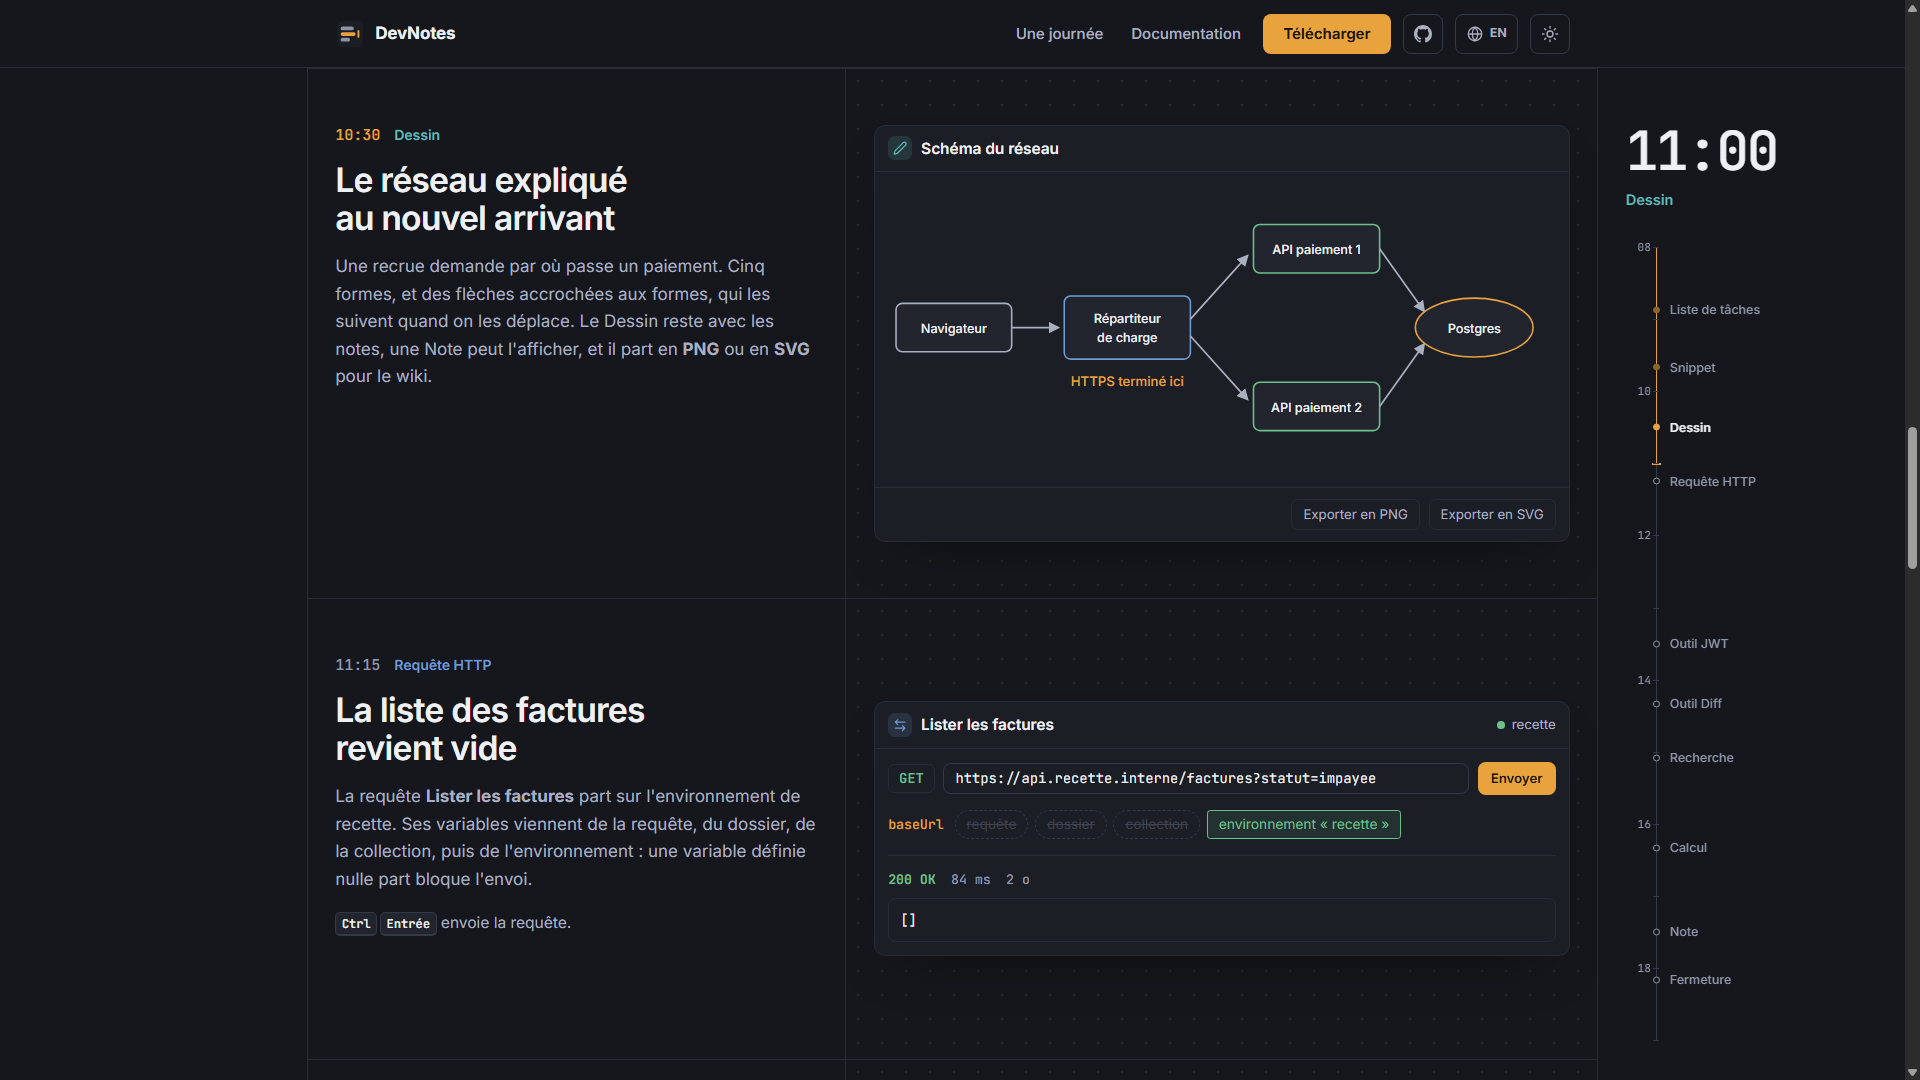 DevNotes
Une journée
Documentation
Télécharger
EN
10:30 Dessin
Le réseau expliqué
au nouvel arrivant
Une recrue demande par où passe un paiement. Cinq
formes, et des flèches accrochées aux formes, qui les
suivent quand on les déplace. Le Dessin reste avec les
notes, une Note peut l'afficher, et il part en PNG ou en SVG
pour le wiki.
Schéma du réseau
Navigateur
Répartiteur
de charge
HTTPS terminé ici
API paiement 1
API paiement 2
Postgres
Exporter en PNG
Exporter en SVG
11:15 Requête HTTP
La liste des factures
revient vide
La requête Lister les factures part sur l'environnement de
recette. Ses variables viennent de la requête, du dossier, de
la collection, puis de l'environnement : une variable définie
nulle part bloque l'envoi.
Ctrl Entrée envoie la requête.
Lister les factures
recette
GET
https://api.recette.interne/factures?statut=impayee
Envoyer
baseUrl requête dossier collection environnement « recette »
200 OK 84 ms 2 o
[]
11:00
Dessin
08
Liste de tâches
Snippet
10
Dessin
Requête HTTP
12
Outil JWT
14
Outil Diff
Recherche
16
Calcul
Note
18
Fermeture